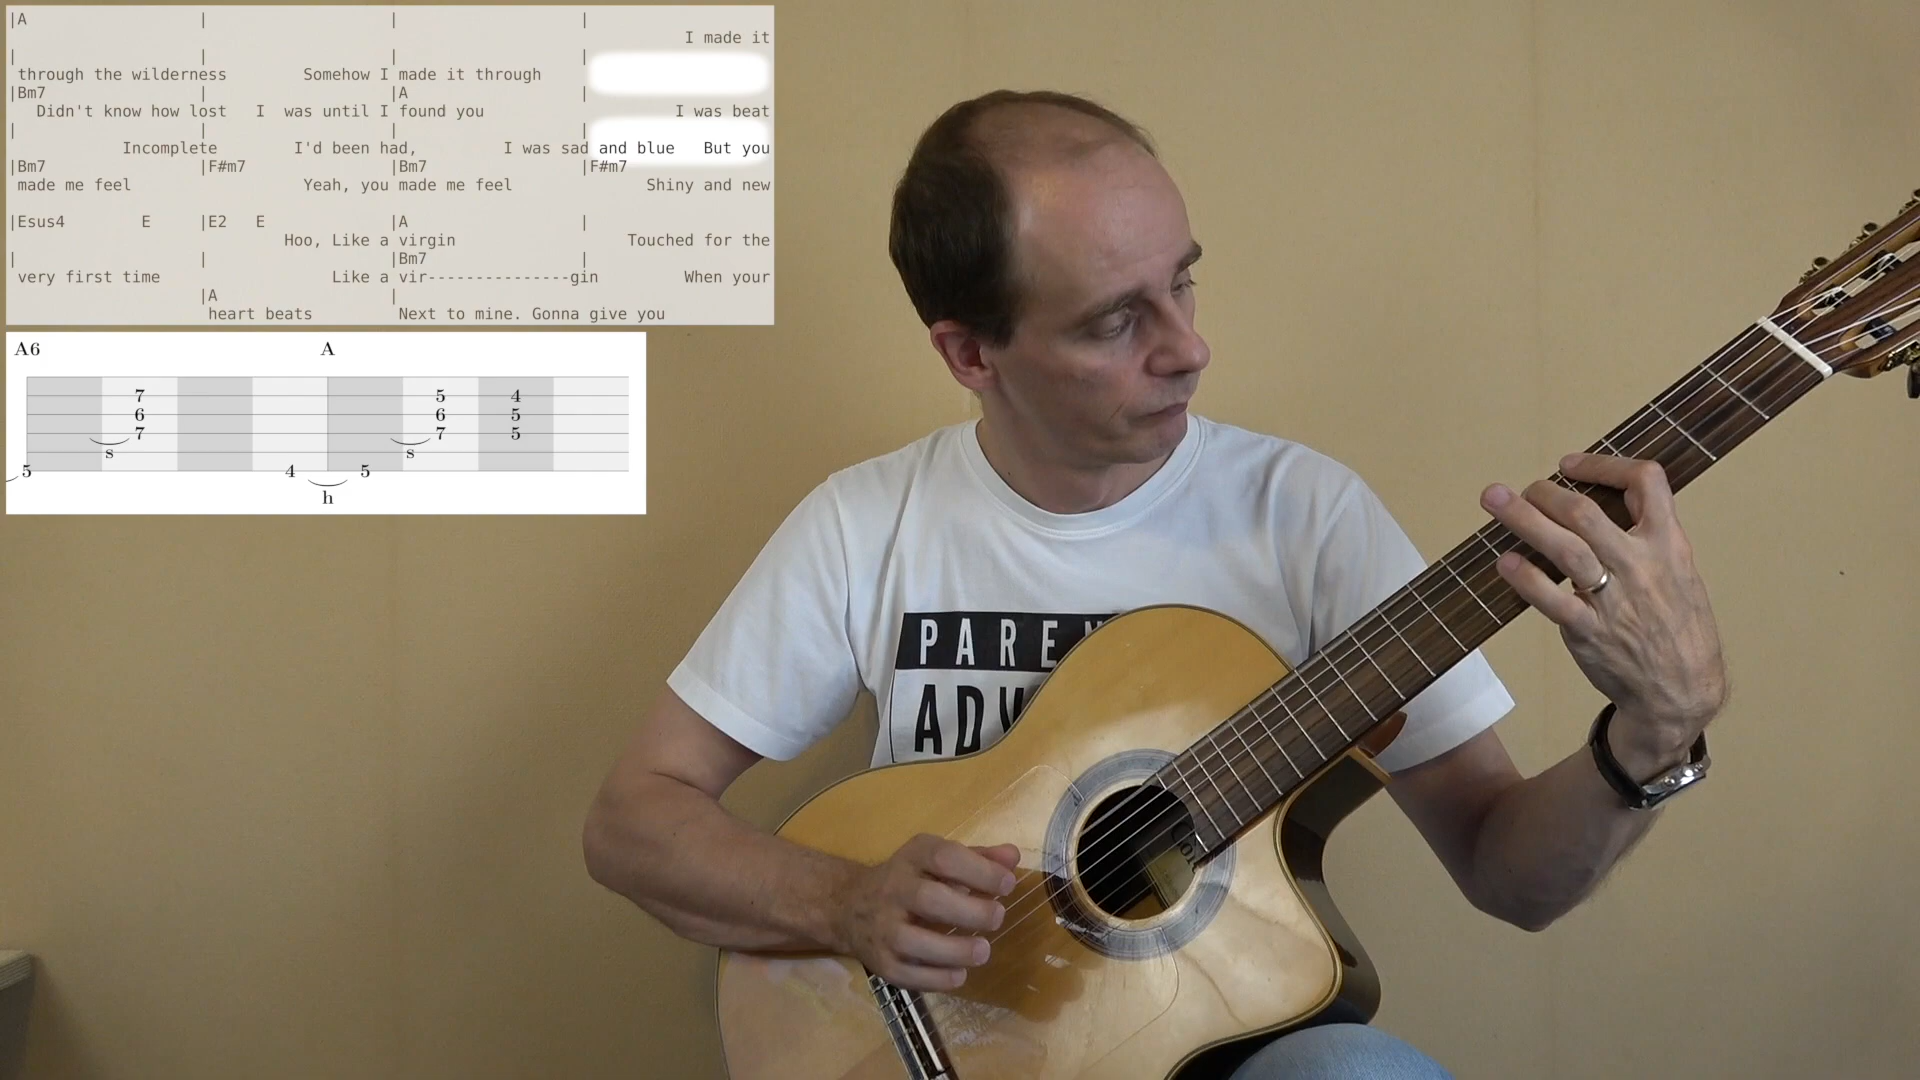 |A | | |
I made it
| | | |
through the wilderness Somehow I made it through
|Bm7 | |A |
Didn't know how lost I was until I found you I was beat
| | | |
Incomplete I'd been had, I was sad and blue But you
|Bm7 |F#m7 |Bm7 |F#m7
made me feel Yeah, you made me feel Shiny and new
|Esus4 E |E2 E |A |
Hoo, Like a virgin Touched for the
| | |Bm7 |
very first time Like a vir---------------gin When your
|A |
heart beats Next to mine. Gonna give you
A6 A
7 5 4
6 6 5
7 7 5
s s
5 4 5
h
PAREN
ADV